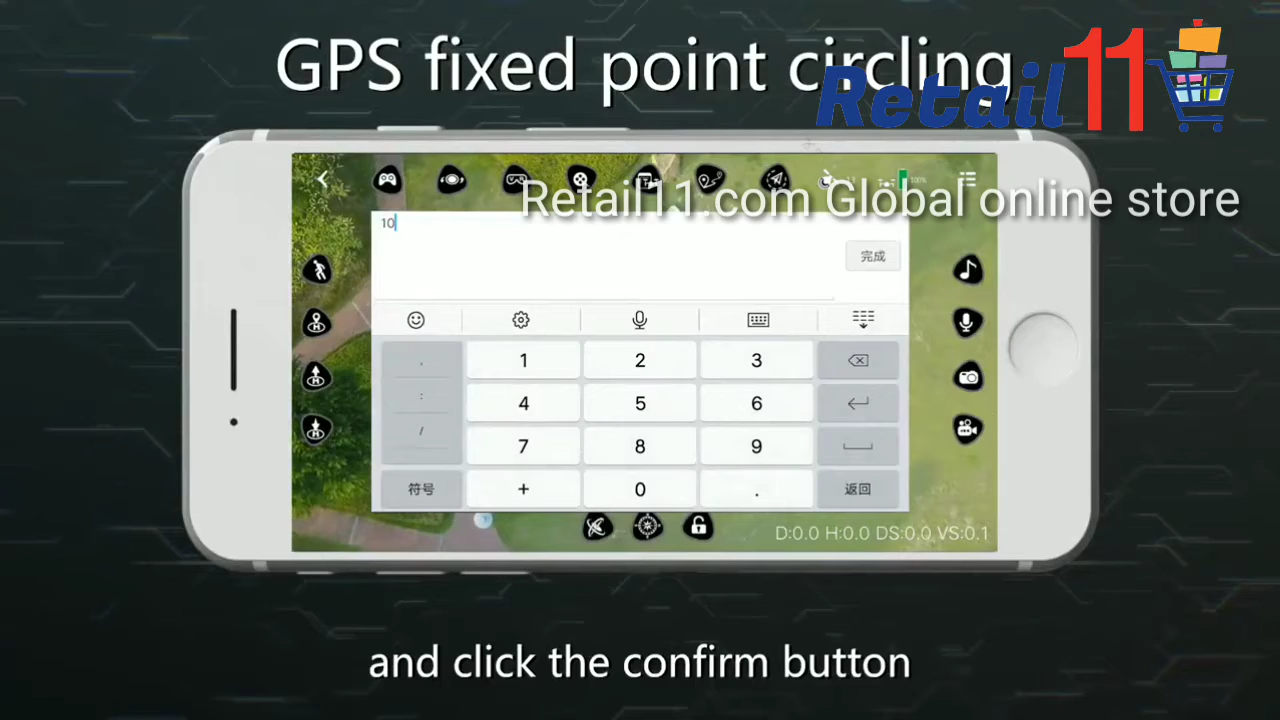 GPS fixed point circling
Retail11
100%
Retail11.com Global online store
10
完成
. 1 2 3
: 4 5 6
/ 7 8 9
符号 + 0 . 返回
D:0.0 H:0.0 DS:0.0 VS:0.1
and click the confirm button